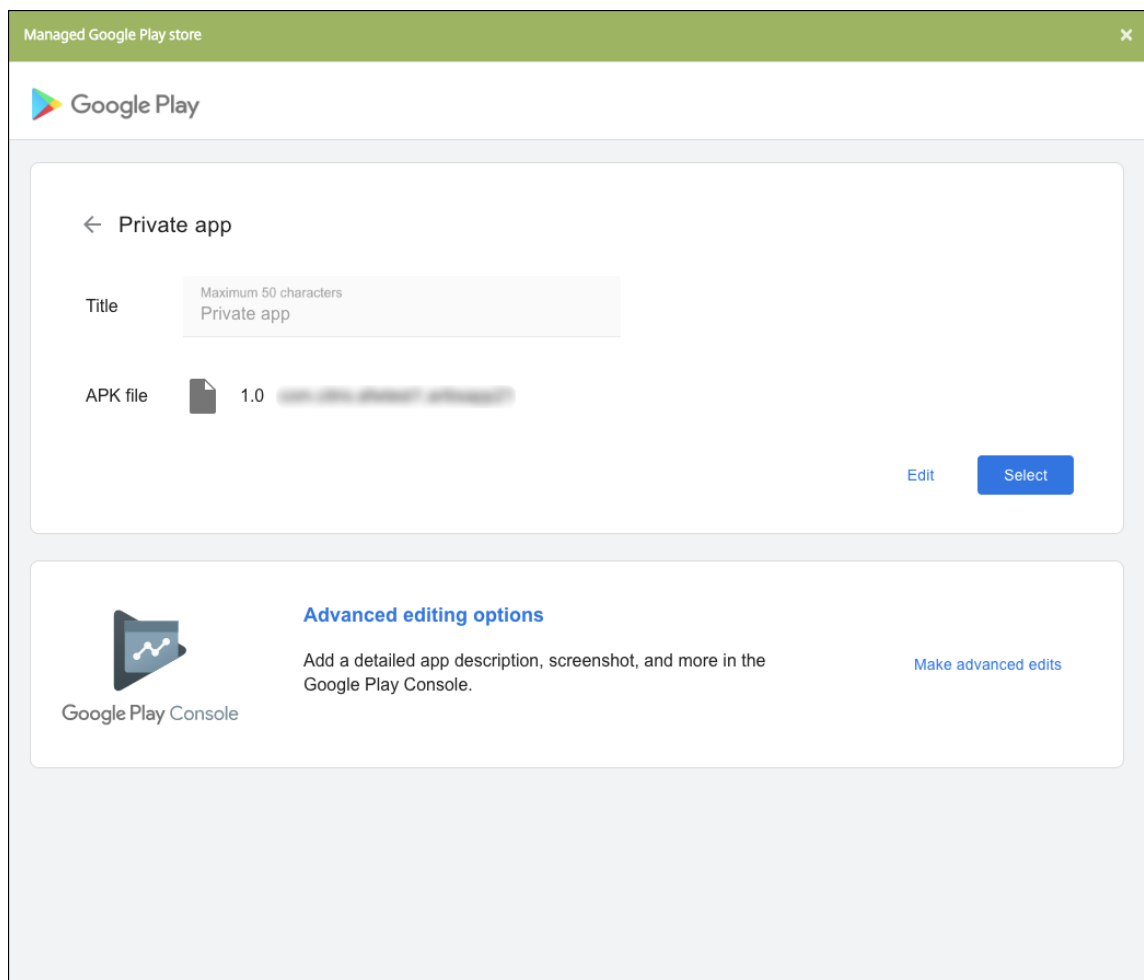 Managed Google Play store
Google Play
Private app
Title
Maximum 50 characters
Private app
APK file 1.0
Edit Select
Advanced editing options
Add a detailed app description, screenshot, and more in the
Google Play Console.
Make advanced edits
Google Play Console